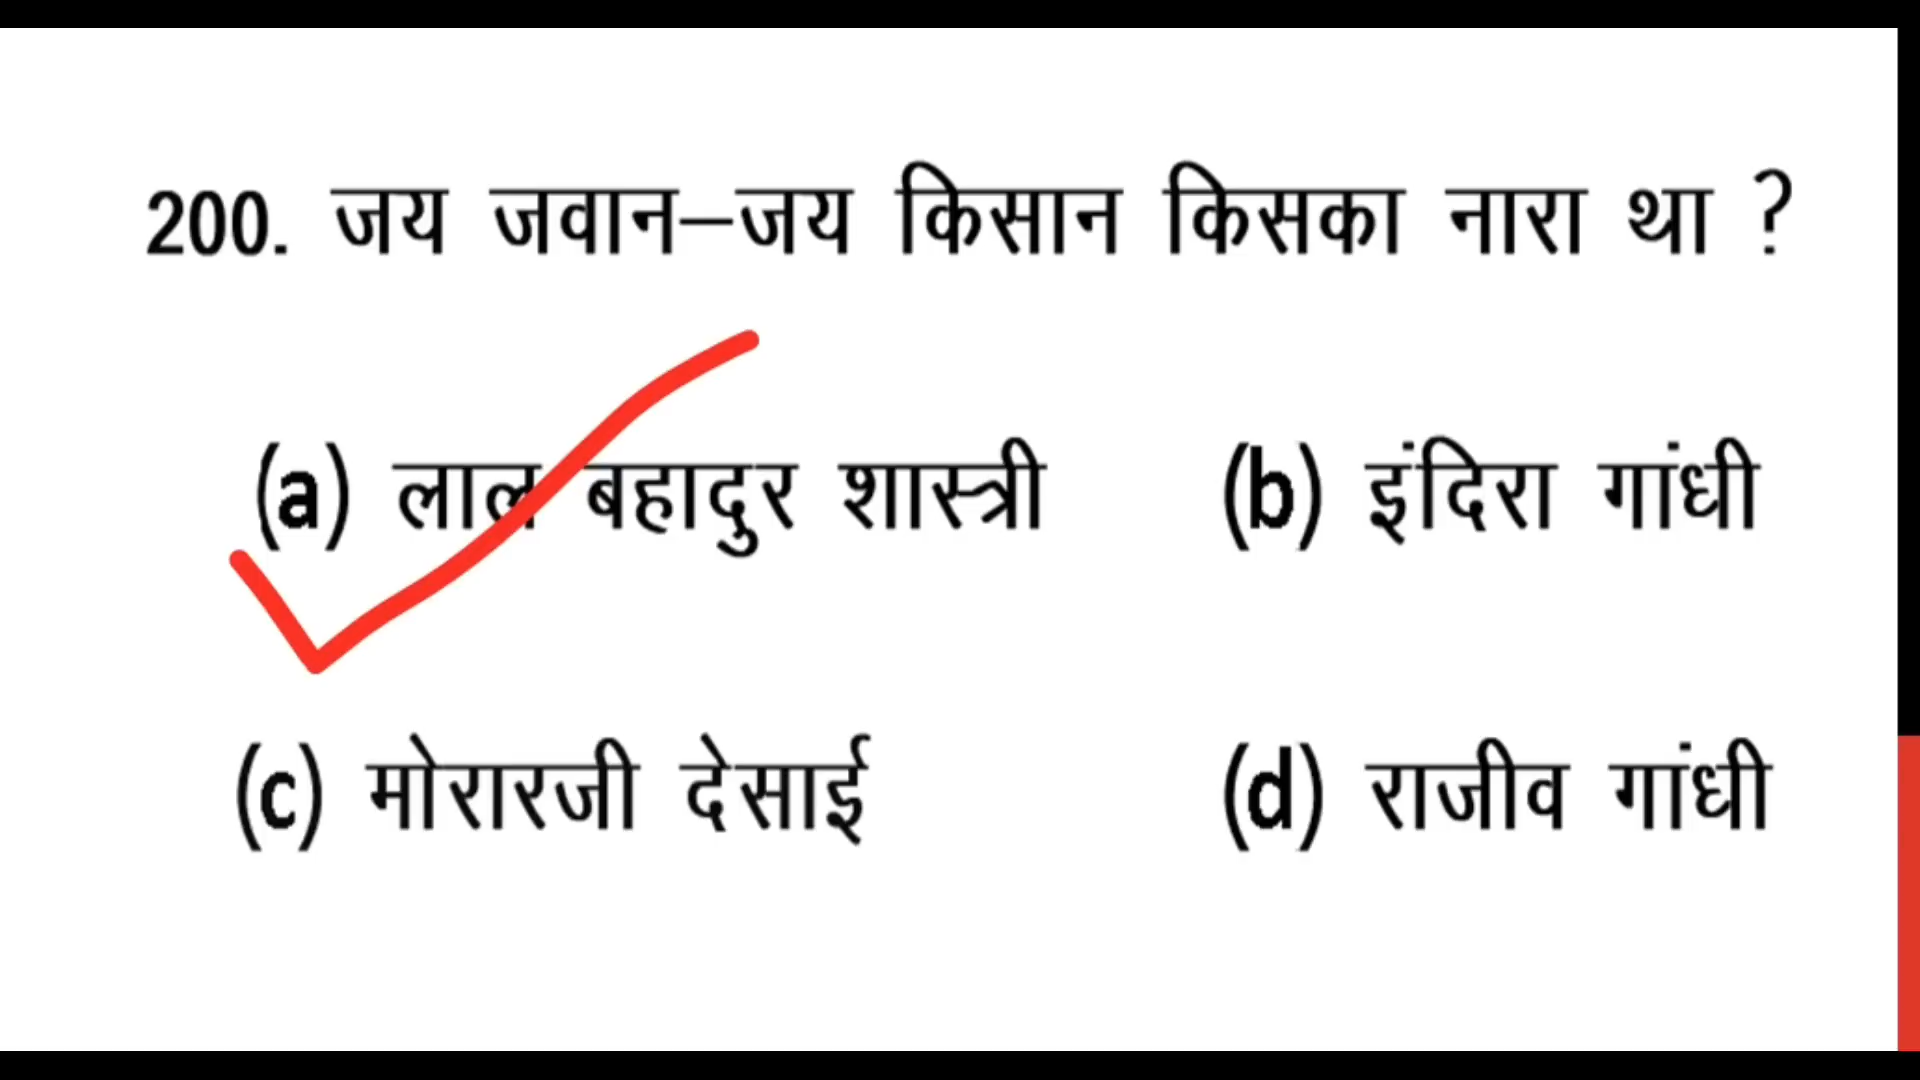 200. जय जवान–जय किसान किसका नारा था ?
(a) लाल बहादुर शास्त्री (b) इंदिरा गांधी
(c) मोरारजी देसाई (d) राजीव गांधी